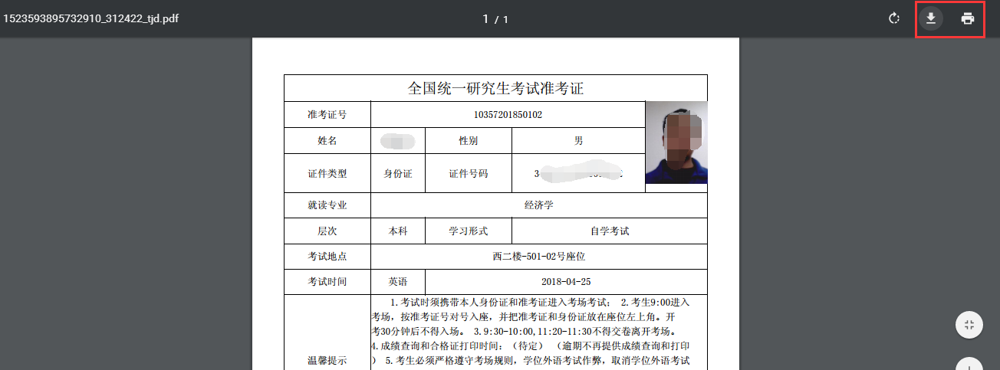 1523593895732910_312422_tjd.pdf
1 / 1
全国统一研究生考试准考证
准考证号 10357201850102
姓名 性别 男
证件类型 身份证 证件号码 3
就读专业 经济学
层次 本科 学习形式 自学考试
考试地点 西二楼-501-02号座位
考试时间 英语 2018-04-25
1.考试时须携带本人身份证和准考证进入考场考试； 2.考生9:00进入
考场，按准考证号对号入座，并把准考证和身份证放在座位左上角。开
考30分钟后不得入场。 3.9:30-10:00,11:20-11:30不得交卷离开考场。
4.成绩查询和合格证打印时间：（待定）（逾期不再提供成绩查询和打印
） 5.考生必须严格遵守考场规则，学位外语考试作弊，取消学位外语考试
温馨提示